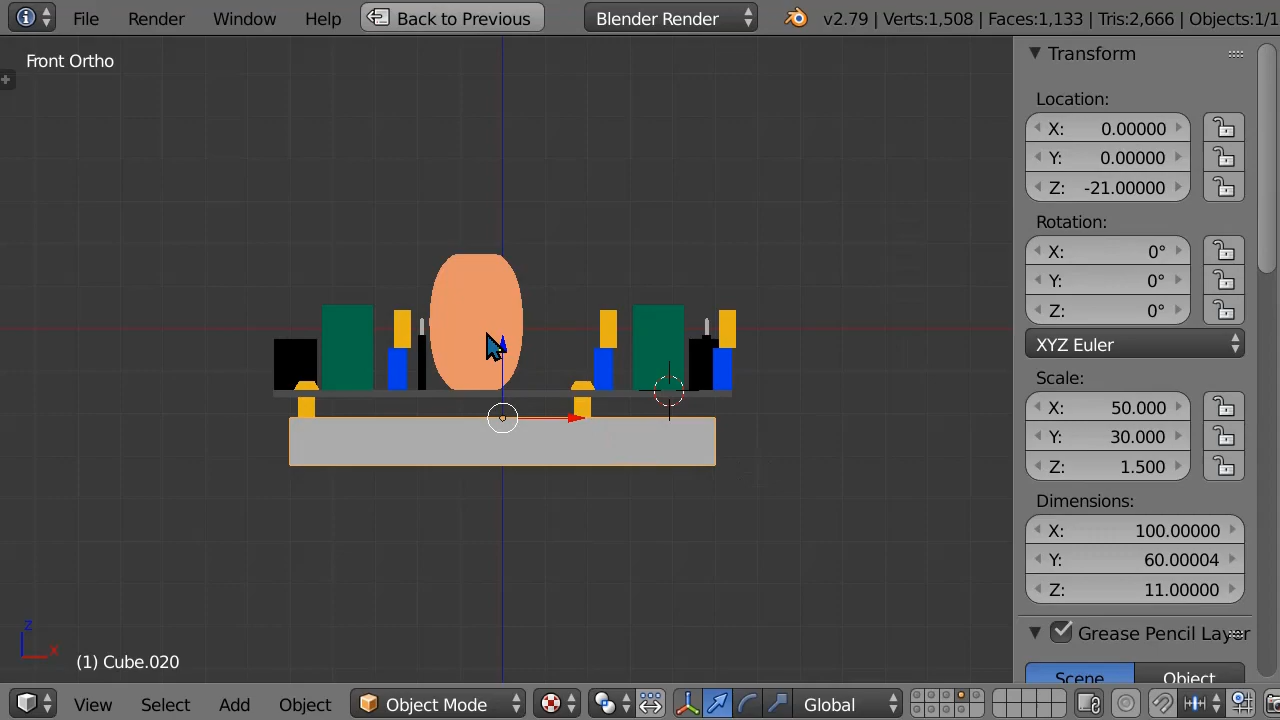 File Render Window Help Back to Previous Blender Render v2.79 | Verts:1,508 | Faces:1,133 | Tris:2,666 | Objects:1/1
Front Ortho
Transform
Location:
X: 0.00000
Y: 0.00000
Z: -21.00000
Rotation:
X: 0°
Y: 0°
Z: 0°
XYZ Euler
Scale:
X: 50.000
Y: 30.000
Z: 1.500
Dimensions:
X: 100.00000
Y: 60.00004
Z: 11.00000
Grease Pencil Layer
Scene Object
z
x
(1) Cube.020
View Select Add Object Object Mode Global